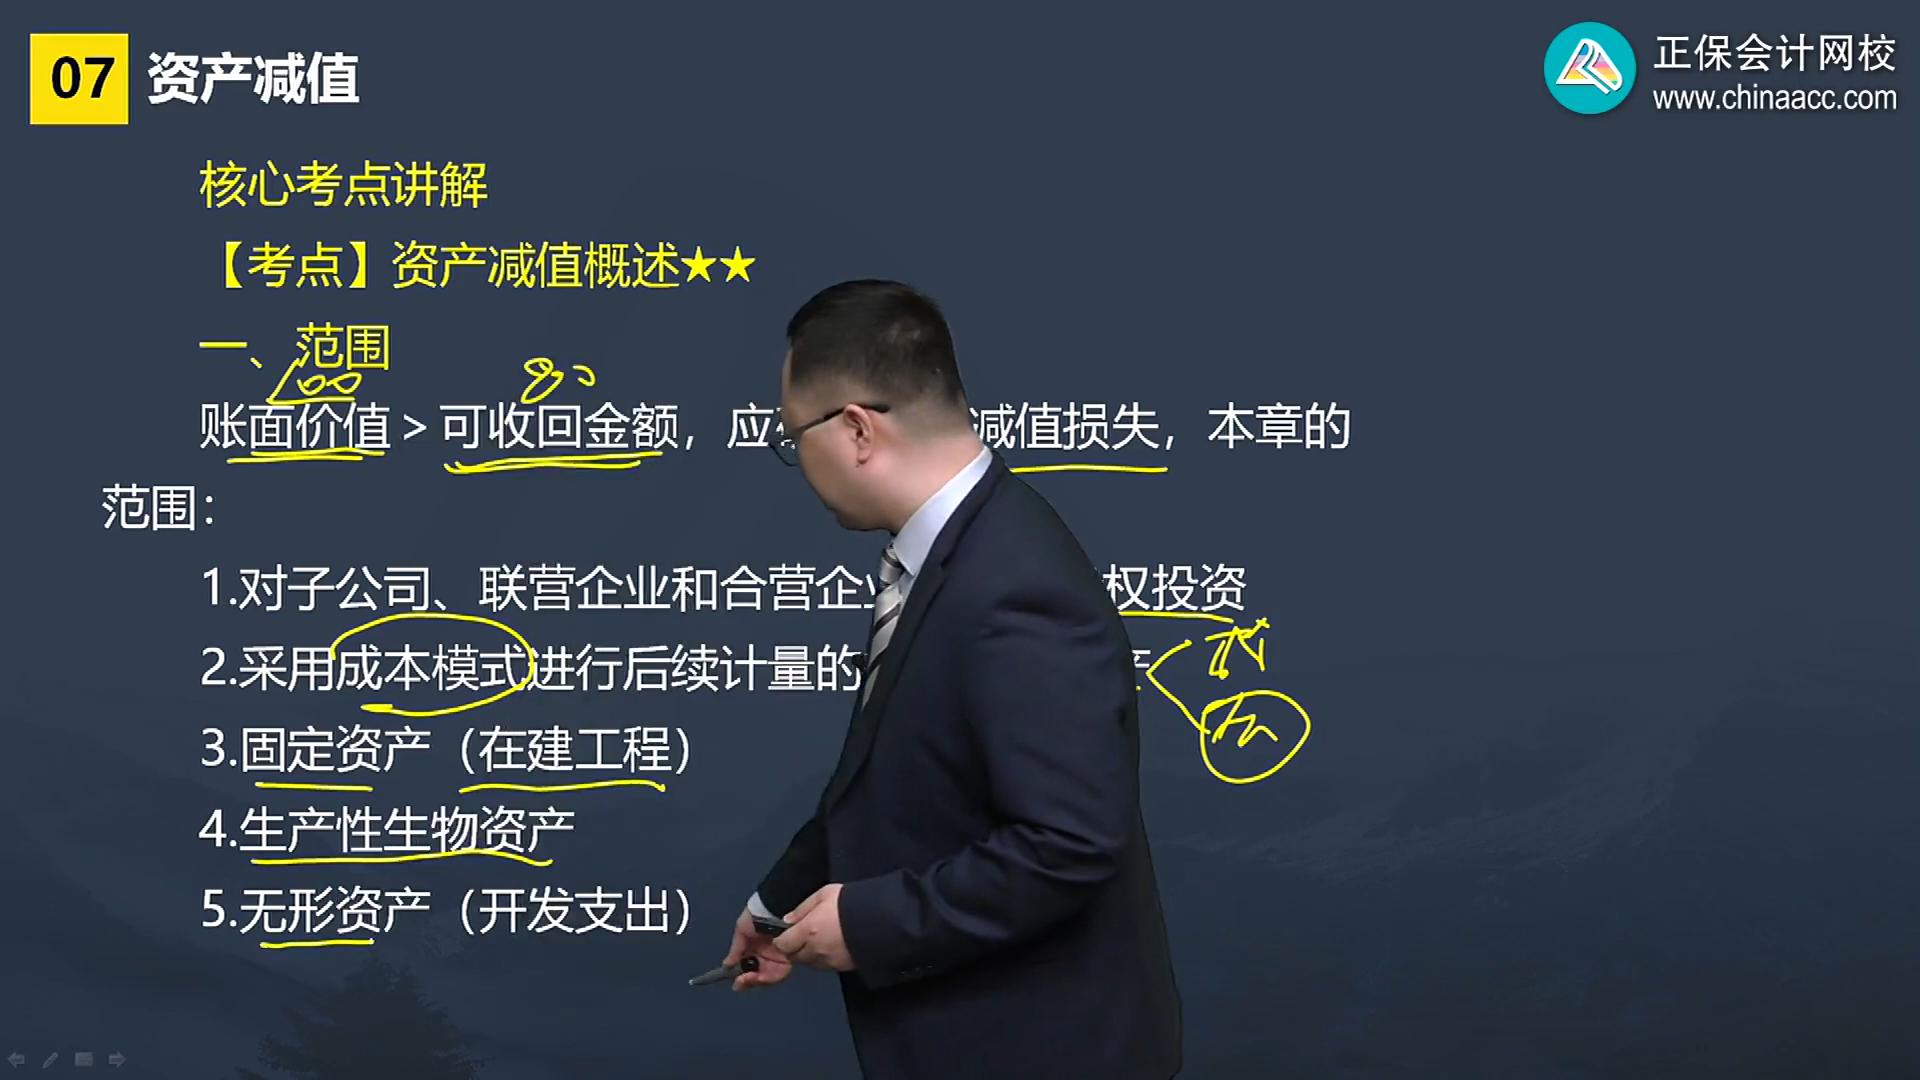 07 资产减值
正保会计网校
www.chinaacc.com
核心考点讲解
【考点】资产减值概述★★
一、范围
100
80
账面价值>可收回金额，应 减值损失，本章的
范围：
1.对子公司、联营企业和合营企业 权投资
2.采用成本模式进行后续计量的
3.固定资产（在建工程）
4.生产性生物资产
5.无形资产（开发支出）